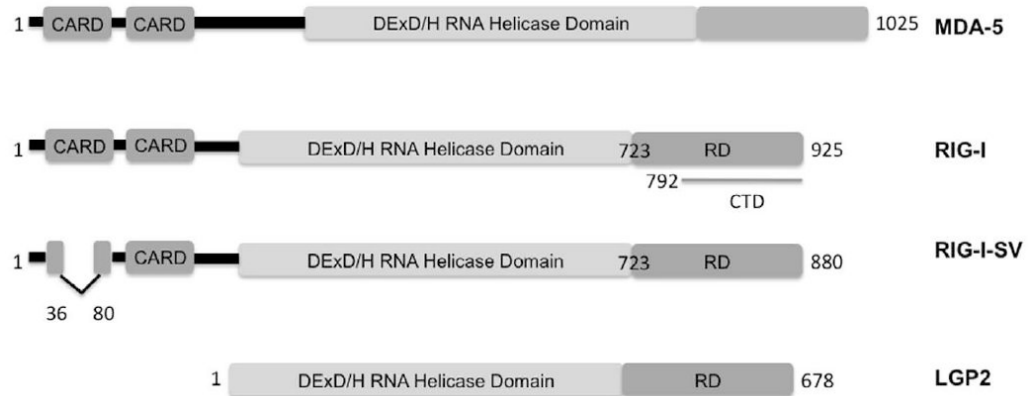 1 CARD CARD DExD/H RNA Helicase Domain 1025 MDA-5
1 CARD CARD DExD/H RNA Helicase Domain 723 RD 925 RIG-I
792
CTD
1 CARD DExD/H RNA Helicase Domain 723 RD 880 RIG-I-SV
36 80
1 DExD/H RNA Helicase Domain RD 678 LGP2